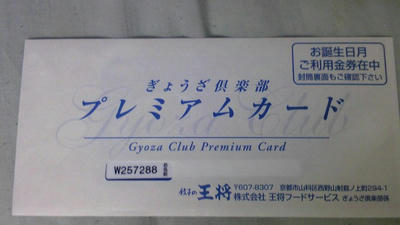 お誕生日月
ご利用金券在中
封筒裏面もご確認下さい
ぎょうざ倶楽部
プレミアムカード
Gyoza Club Premium Card
W257288
餃子の王将
〒607-8307 京都市山科区西野山射庭ノ上町294-1
株式会社 王将フードサービス ぎょうざ倶楽部係